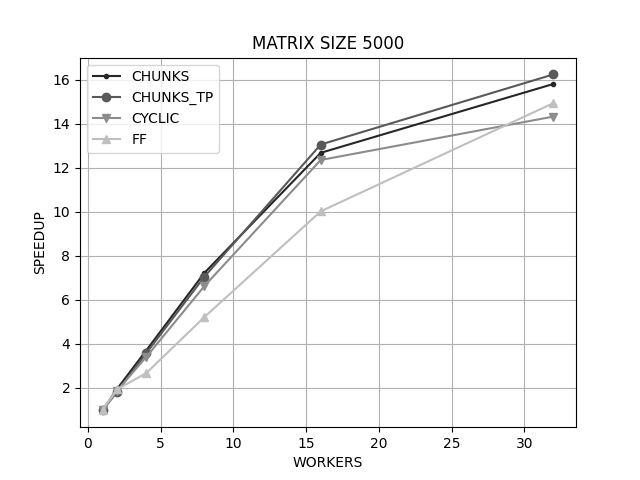 MATRIX SIZE 5000
CHUNKS
CHUNKS_TP
CYCLIC
FF
SPEEDUP
16
14
12
10
8
6
4
2
0 5 10 15 20 25 30
WORKERS